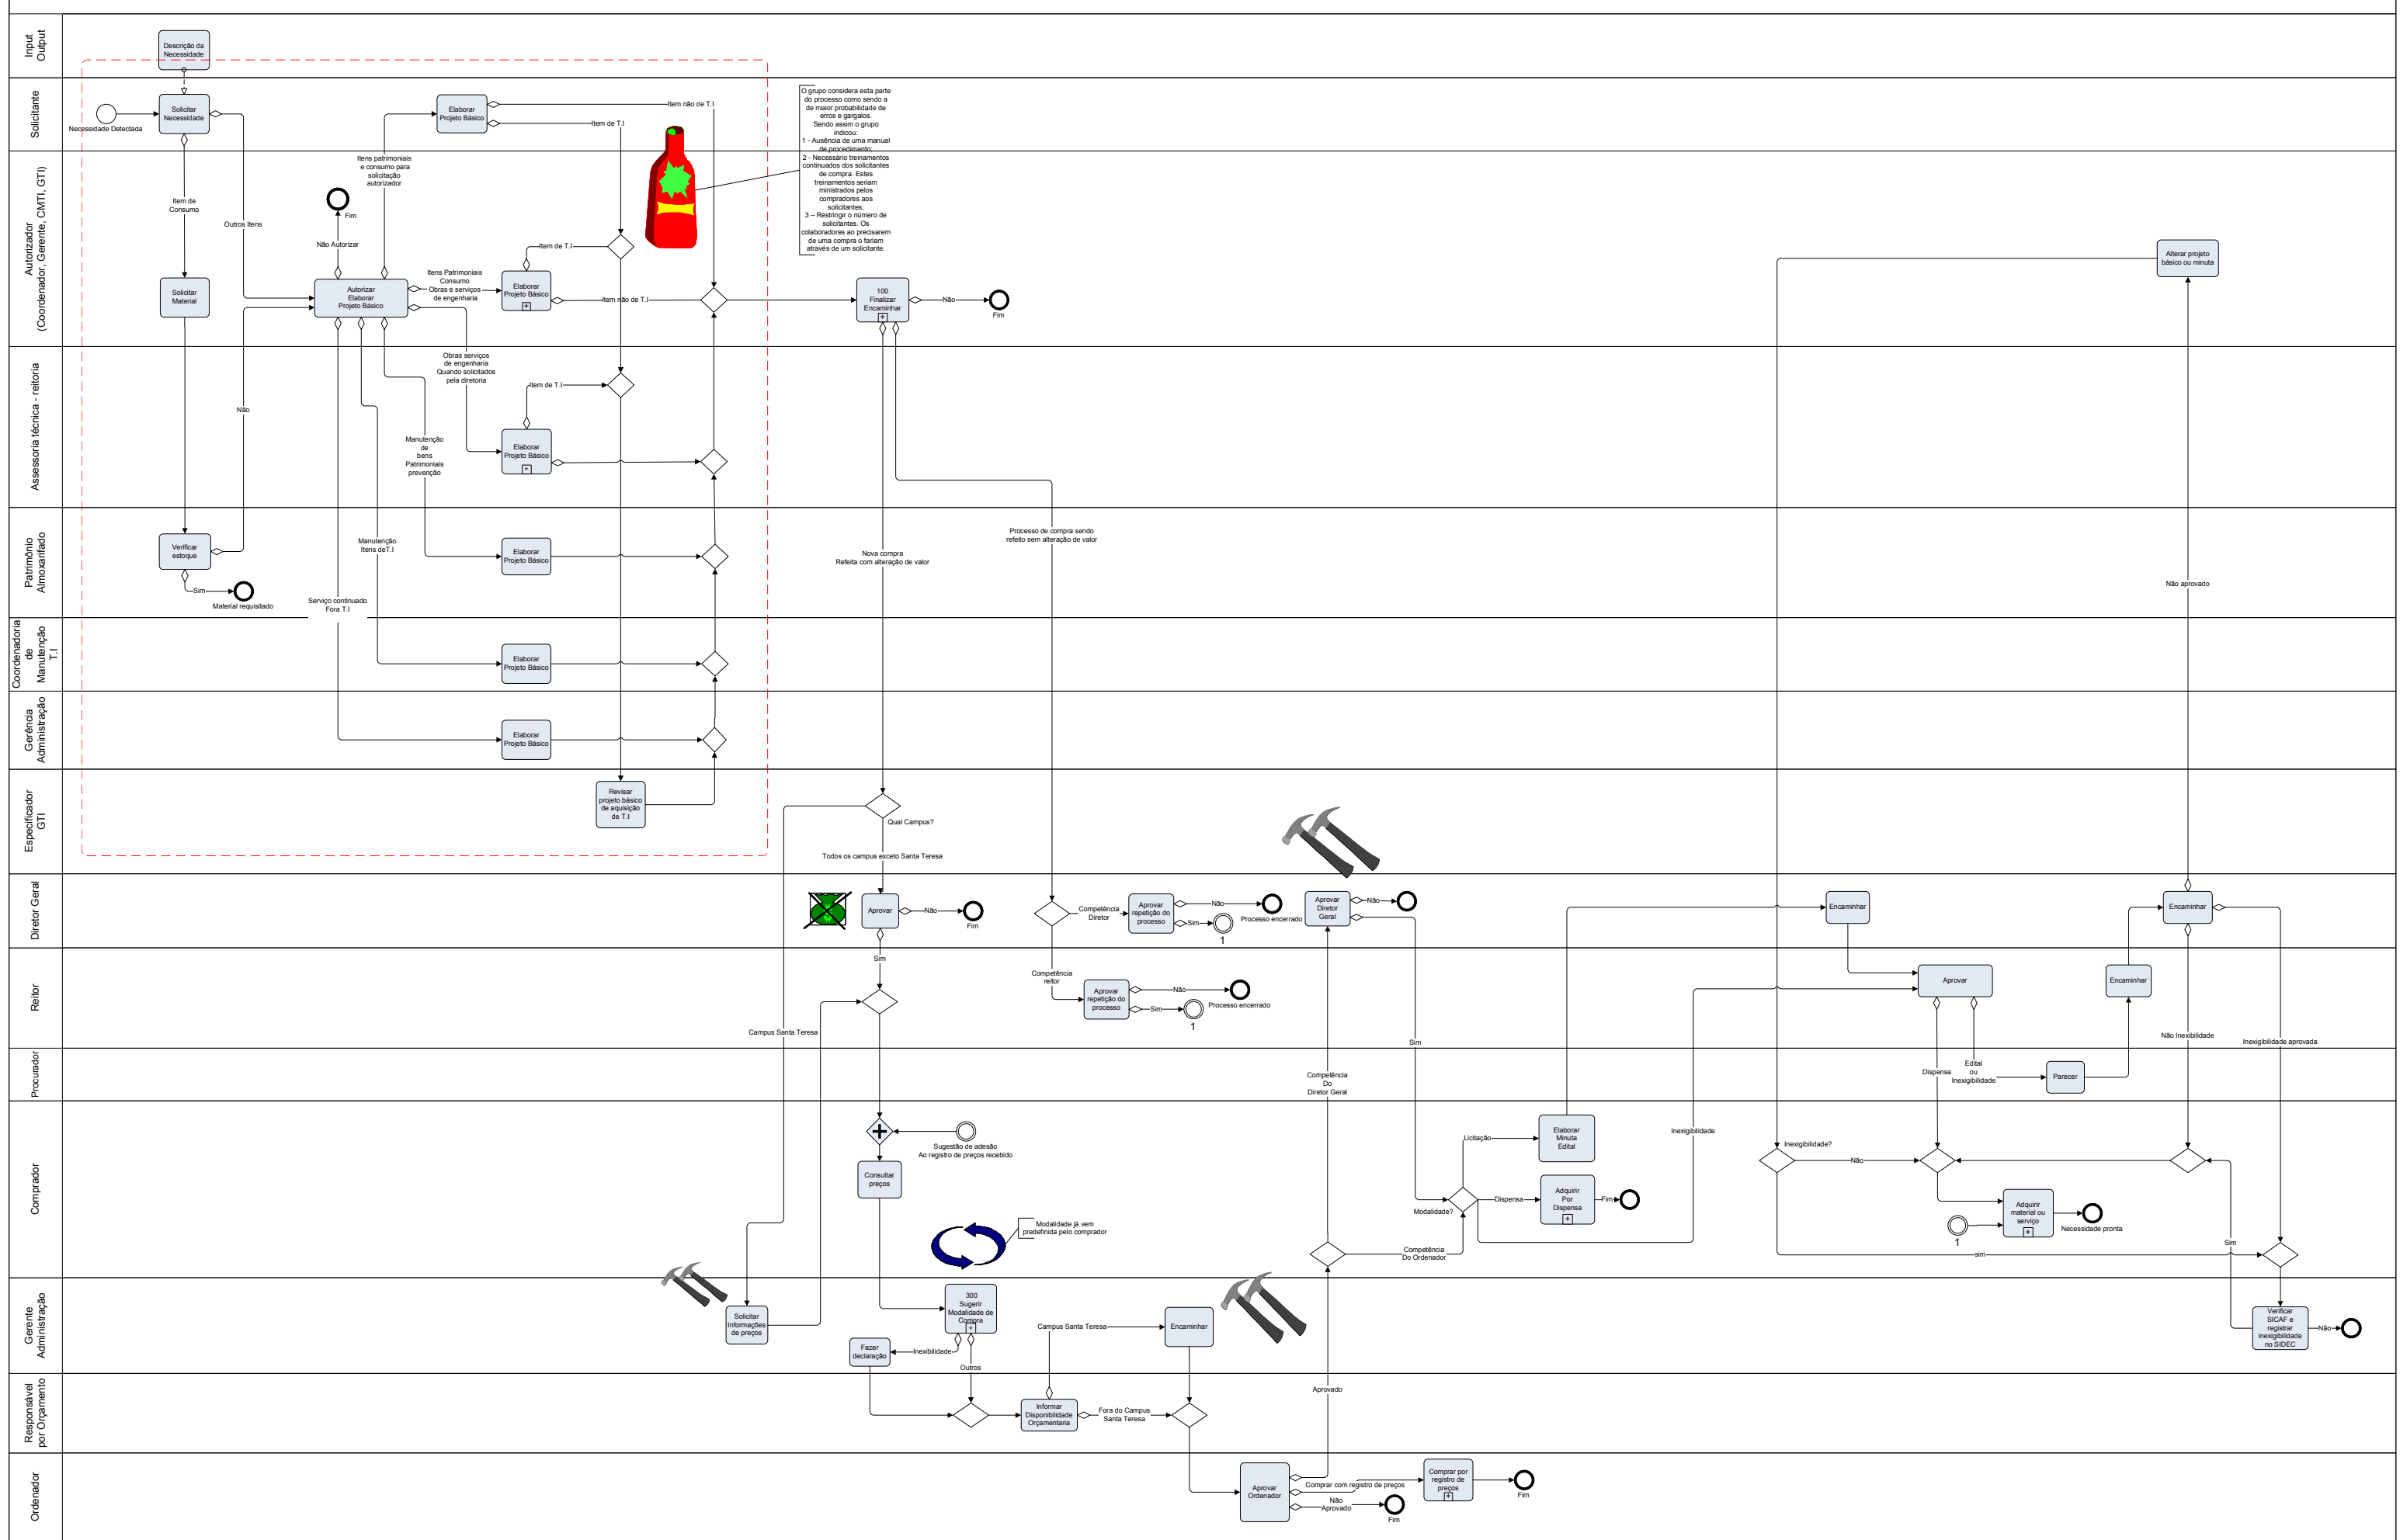 Input
Output
Descrição da
Necessidade
Solicitante
Necessidade Detectada
Solicitar
Necessidade
Elaborar
Projeto Básico
Item não de T.I
Item de T.I
O grupo considera esta parte
do processo como sendo a
de maior probabilidade de
erros e gargalos.
Sendo assim o grupo
indicou:
1 - Ausência de uma manual
de procedimento;
2 - Necessário treinamentos
continuados dos solicitantes
de compra. Estes
treinamentos seriam
ministrados pelos
compradores aos
solicitantes;
3 – Restringir o número de
solicitantes. Os
colaboradores ao precisarem
de uma compra o fariam
através de um solicitante.
Autorizador
(Coordenador, Gerente, CMTI, GTI)
Item de
Consumo
Outros Itens
Fim
Não Autorizar
Itens patrimoniais
e consumo para
solicitação
autorizador
Solicitar
Material
Autorizar
Elaborar
Projeto Básico
Itens Patrimoniais
Consumo
Obras e serviços
de engenharia
Elaborar
Projeto Básico
Item de T.I
Item não de T.I
100
Finalizar
Encaminhar
Não
Fim
Alterar projeto
básico ou minuta
Assessoria técnica - reitoria
Não
Obras serviços
de engenharia
Quando solicitados
pela diretoria
Manutenção
de
bens
Patrimoniais
prevenção
Item de T.I
Elaborar
Projeto Básico
Patrimônio
Almoxarifado
Verificar
estoque
Sim
Material requisitado
Serviço continuado
Fora T.I
Manutenção
Itens deT.I
Elaborar
Projeto Básico
Nova compra
Refeita com alteração de valor
Processo de compra sendo
refeito sem alteração de valor
Não aprovado
Coordenadoria
de
Manutenção
T.I
Elaborar
Projeto Básico
Gerência
Administração
Elaborar
Projeto Básico
Especificador
GTI
Revisar
projeto básico
de aquisição
de T.I
Qual Campus?
Todos os campus exceto Santa Teresa
Diretor Geral
Aprovar
Não
Fim
Competência
Diretor
Aprovar
repetição do
processo
Não
Sim
Processo encerrado
1
Aprovar
Diretor
Geral
Não
Encaminhar
Encaminhar
Reitor
Sim
Campus Santa Teresa
Competência
reitor
Aprovar
repetição do
processo
Não
Sim
Processo encerrado
1
Sim
Aprovar
Encaminhar
Não Inexibilidade
Inexigibilidade aprovada
Procurador
Competência
Do
Diretor Geral
Dispensa
Edital
ou
Inexigibilidade
Parecer
Comprador
Sugestão de adesão
Ao registro de preços recebido
Consultar
preços
Modalidade já vem
predefinida pelo comprador
Licitação
Elaborar
Minuta
Edital
Modalidade?
Dispensa
Adquirir
Por
Dispensa
Fim
Competência
Do Ordenador
Inexigibilidade
Inexigibilidade?
Não
Adquirir
material ou
serviço
Necessidade pronta
1
sim
Sim
Gerente
Administração
Solicitar
Informações
de preços
300
Sugerir
Modalidade de
Compra
Fazer
declaração
Inexibilidade
Outros
Campus Santa Teresa
Encaminhar
Verificar
SICAF e
registrar
inexigibilidade
no SIDEC
Não
Responsável
por Orçamento
Informar
Disponibilidade
Orçamentaria
Fora do Campus
Santa Teresa
Aprovado
Ordenador
Aprovar
Ordenador
Comprar com registro de preços
Não
Aprovado
Fim
Comprar por
registro de
preços
Fim